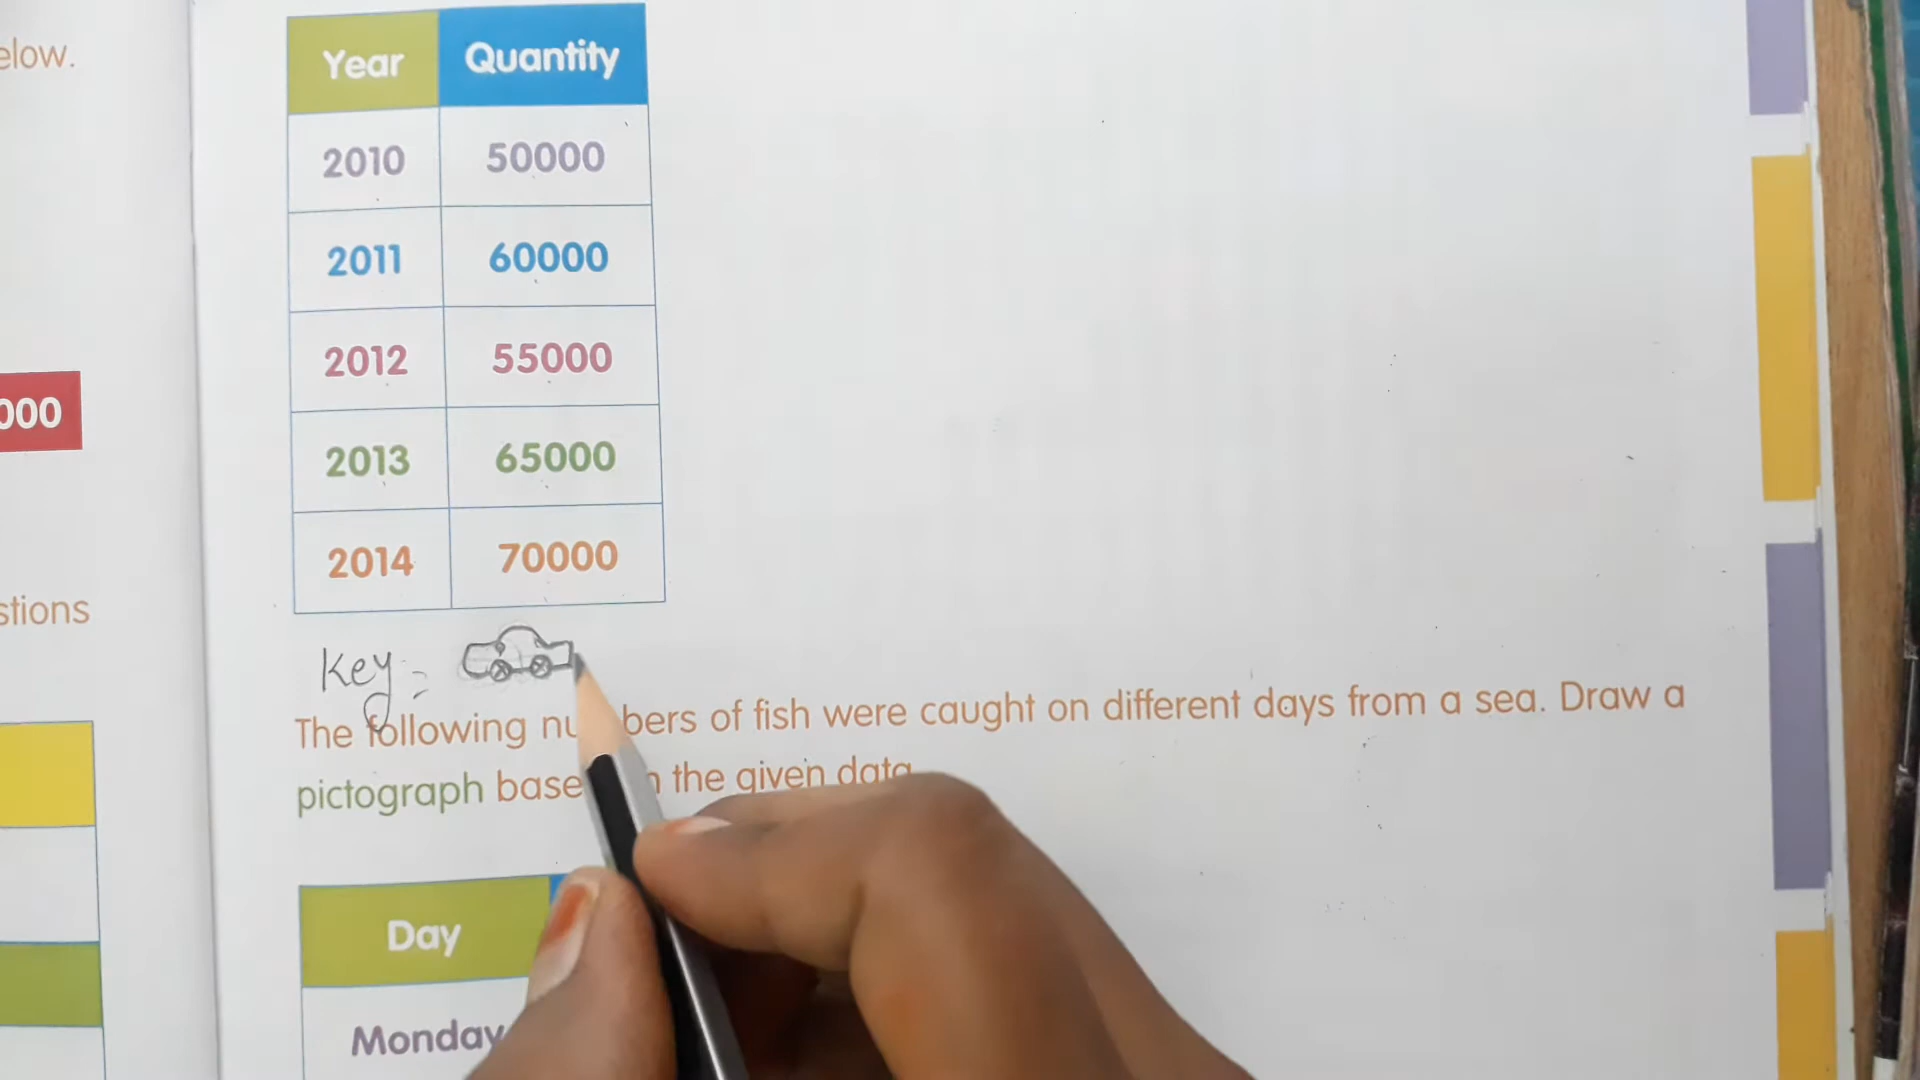 elow.
Year Quantity
2010 50000
2011 60000
2012 55000
000
2013 65000
2014 70000
stions
Key =
The following nu bers of fish were caught on different days from a sea. Draw a
pictograph base n the given data
Day
Monday